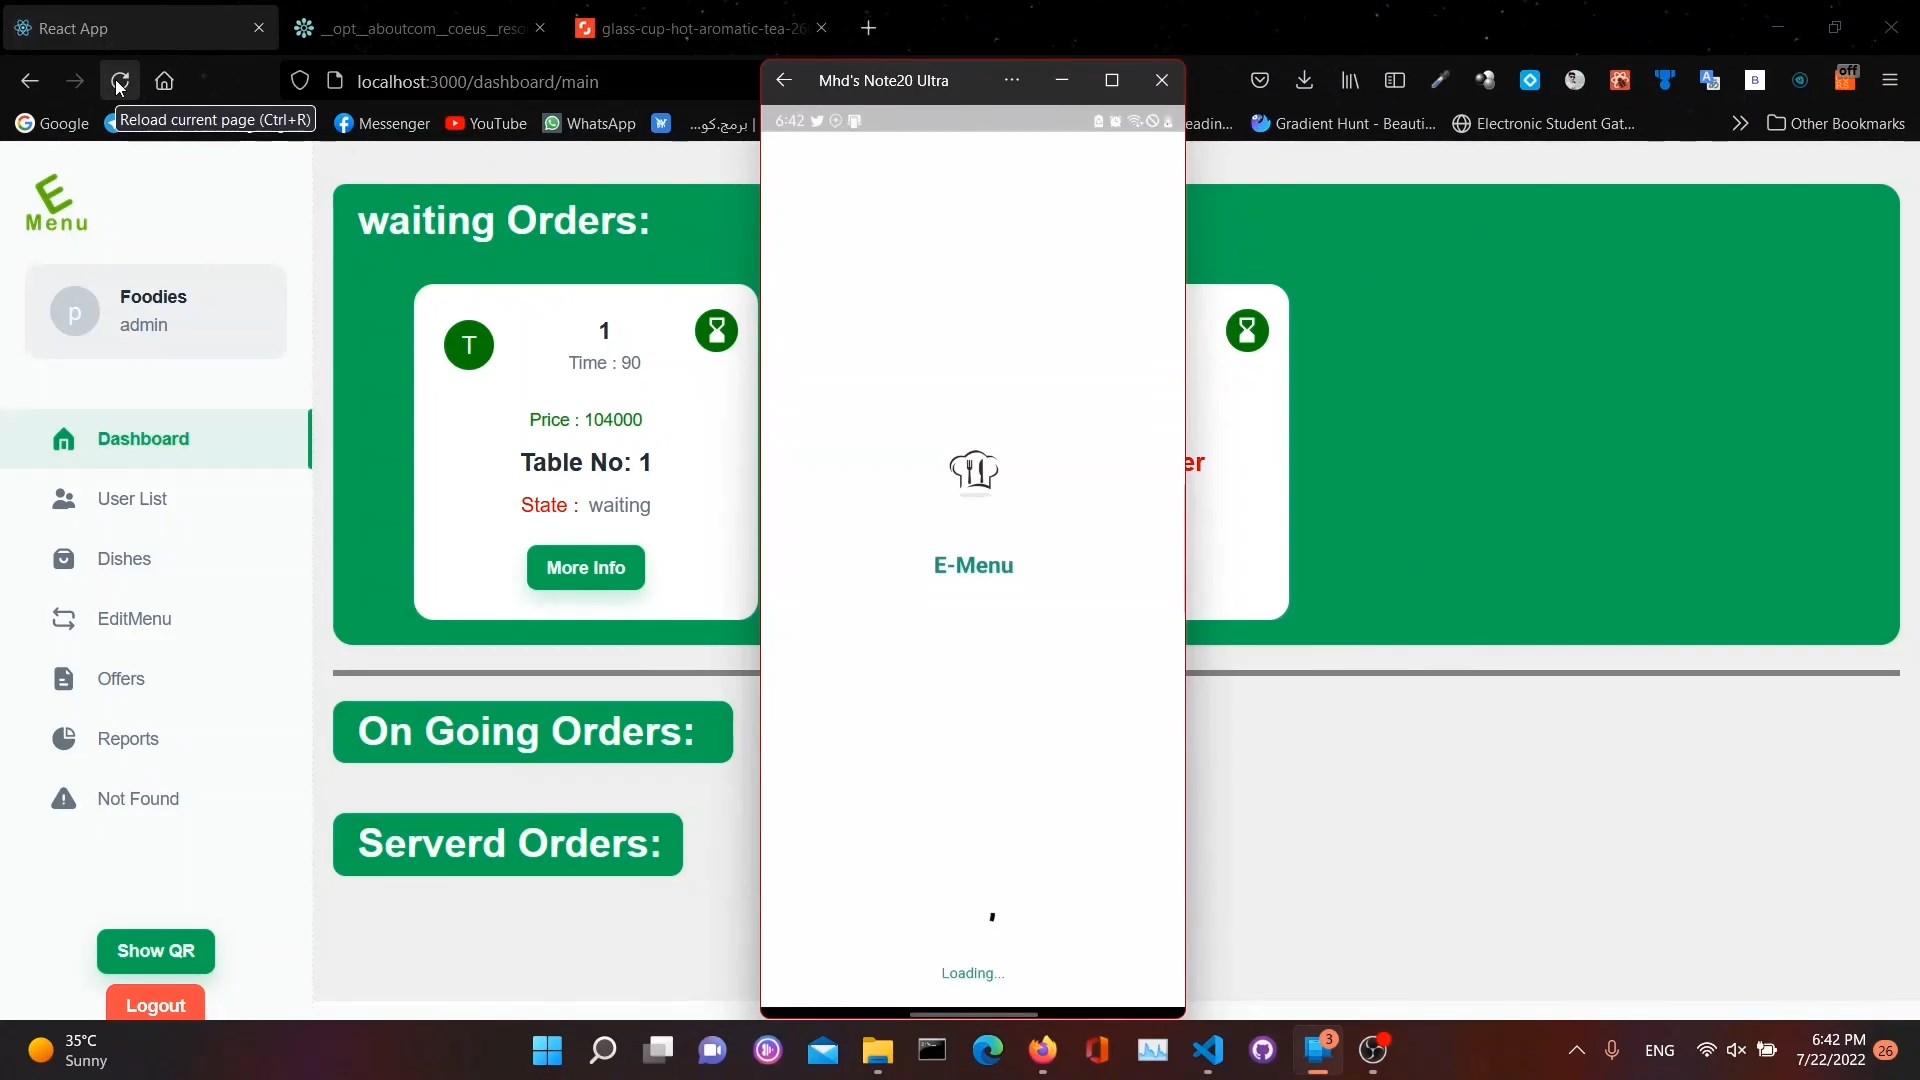 React App
__opt__aboutcom__coeus__reso
glass-cup-hot-aromatic-tea-26
localhost:3000/dashboard/main
Reload current page (Ctrl+R)
Google
Messenger
YouTube
WhatsApp
برمج.كو...
eadin...
Gradient Hunt - Beauti...
Electronic Student Gat...
Other Bookmarks
off
B
E
Menu
p
Foodies
admin
Dashboard
User List
Dishes
EditMenu
Offers
Reports
Not Found
Show QR
Logout
waiting Orders:
T
1
Time : 90
Price : 104000
Table No: 1
State : waiting
More Info
er
On Going Orders:
Serverd Orders:
Mhd's Note20 Ultra
6:42
E-Menu
Loading...
35°C
Sunny
3
ENG
6:42 PM
7/22/2022
26